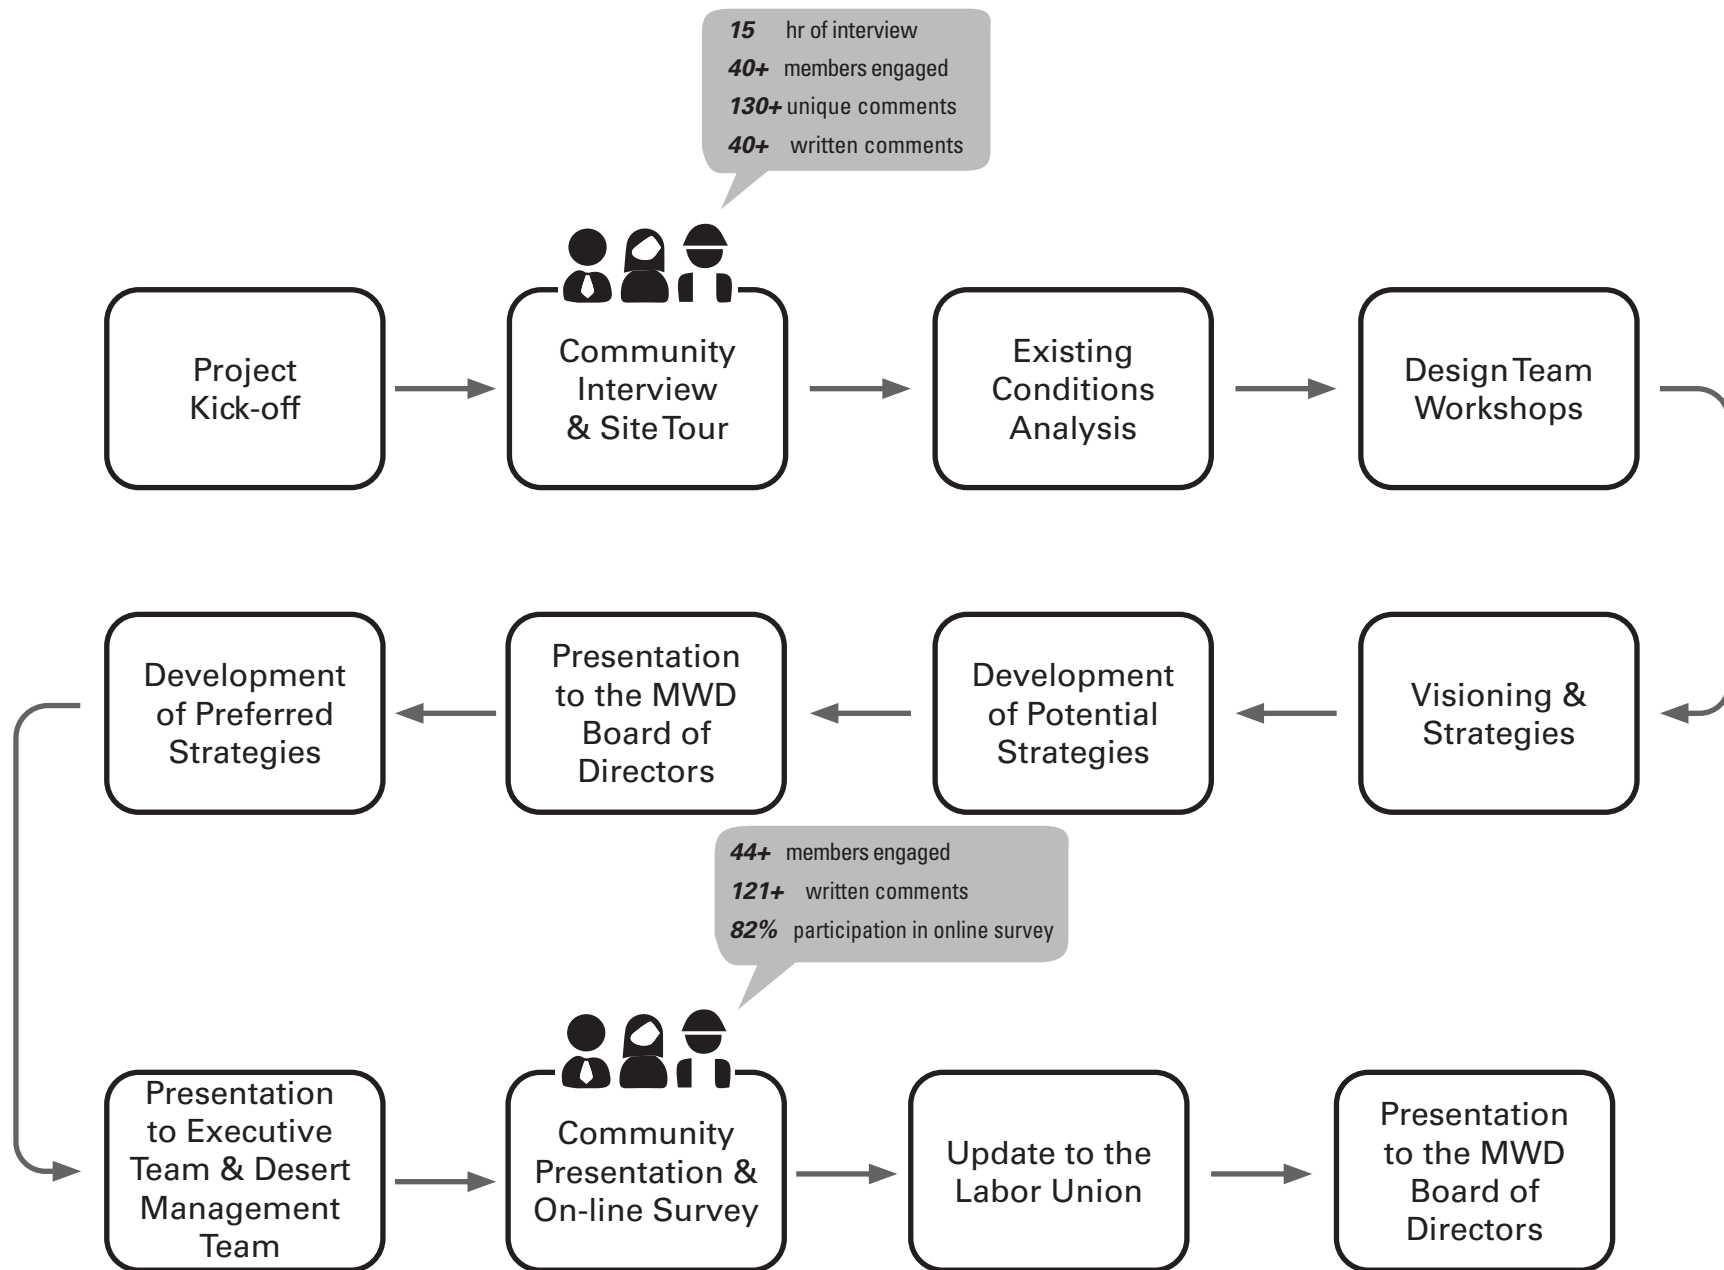 15 hr of interview
40+ members engaged
130+ unique comments
40+ written comments
Project
Kick-off
Community
Interview
& Site Tour
Existing
Conditions
Analysis
Design Team
Workshops
Visioning &
Strategies
Development
of Potential
Strategies
Presentation
to the MWD
Board of
Directors
Development
of Preferred
Strategies
44+ members engaged
121+ written comments
82% participation in online survey
Presentation
to Executive
Team & Desert
Management
Team
Community
Presentation &
On-line Survey
Update to the
Labor Union
Presentation
to the MWD
Board of
Directors